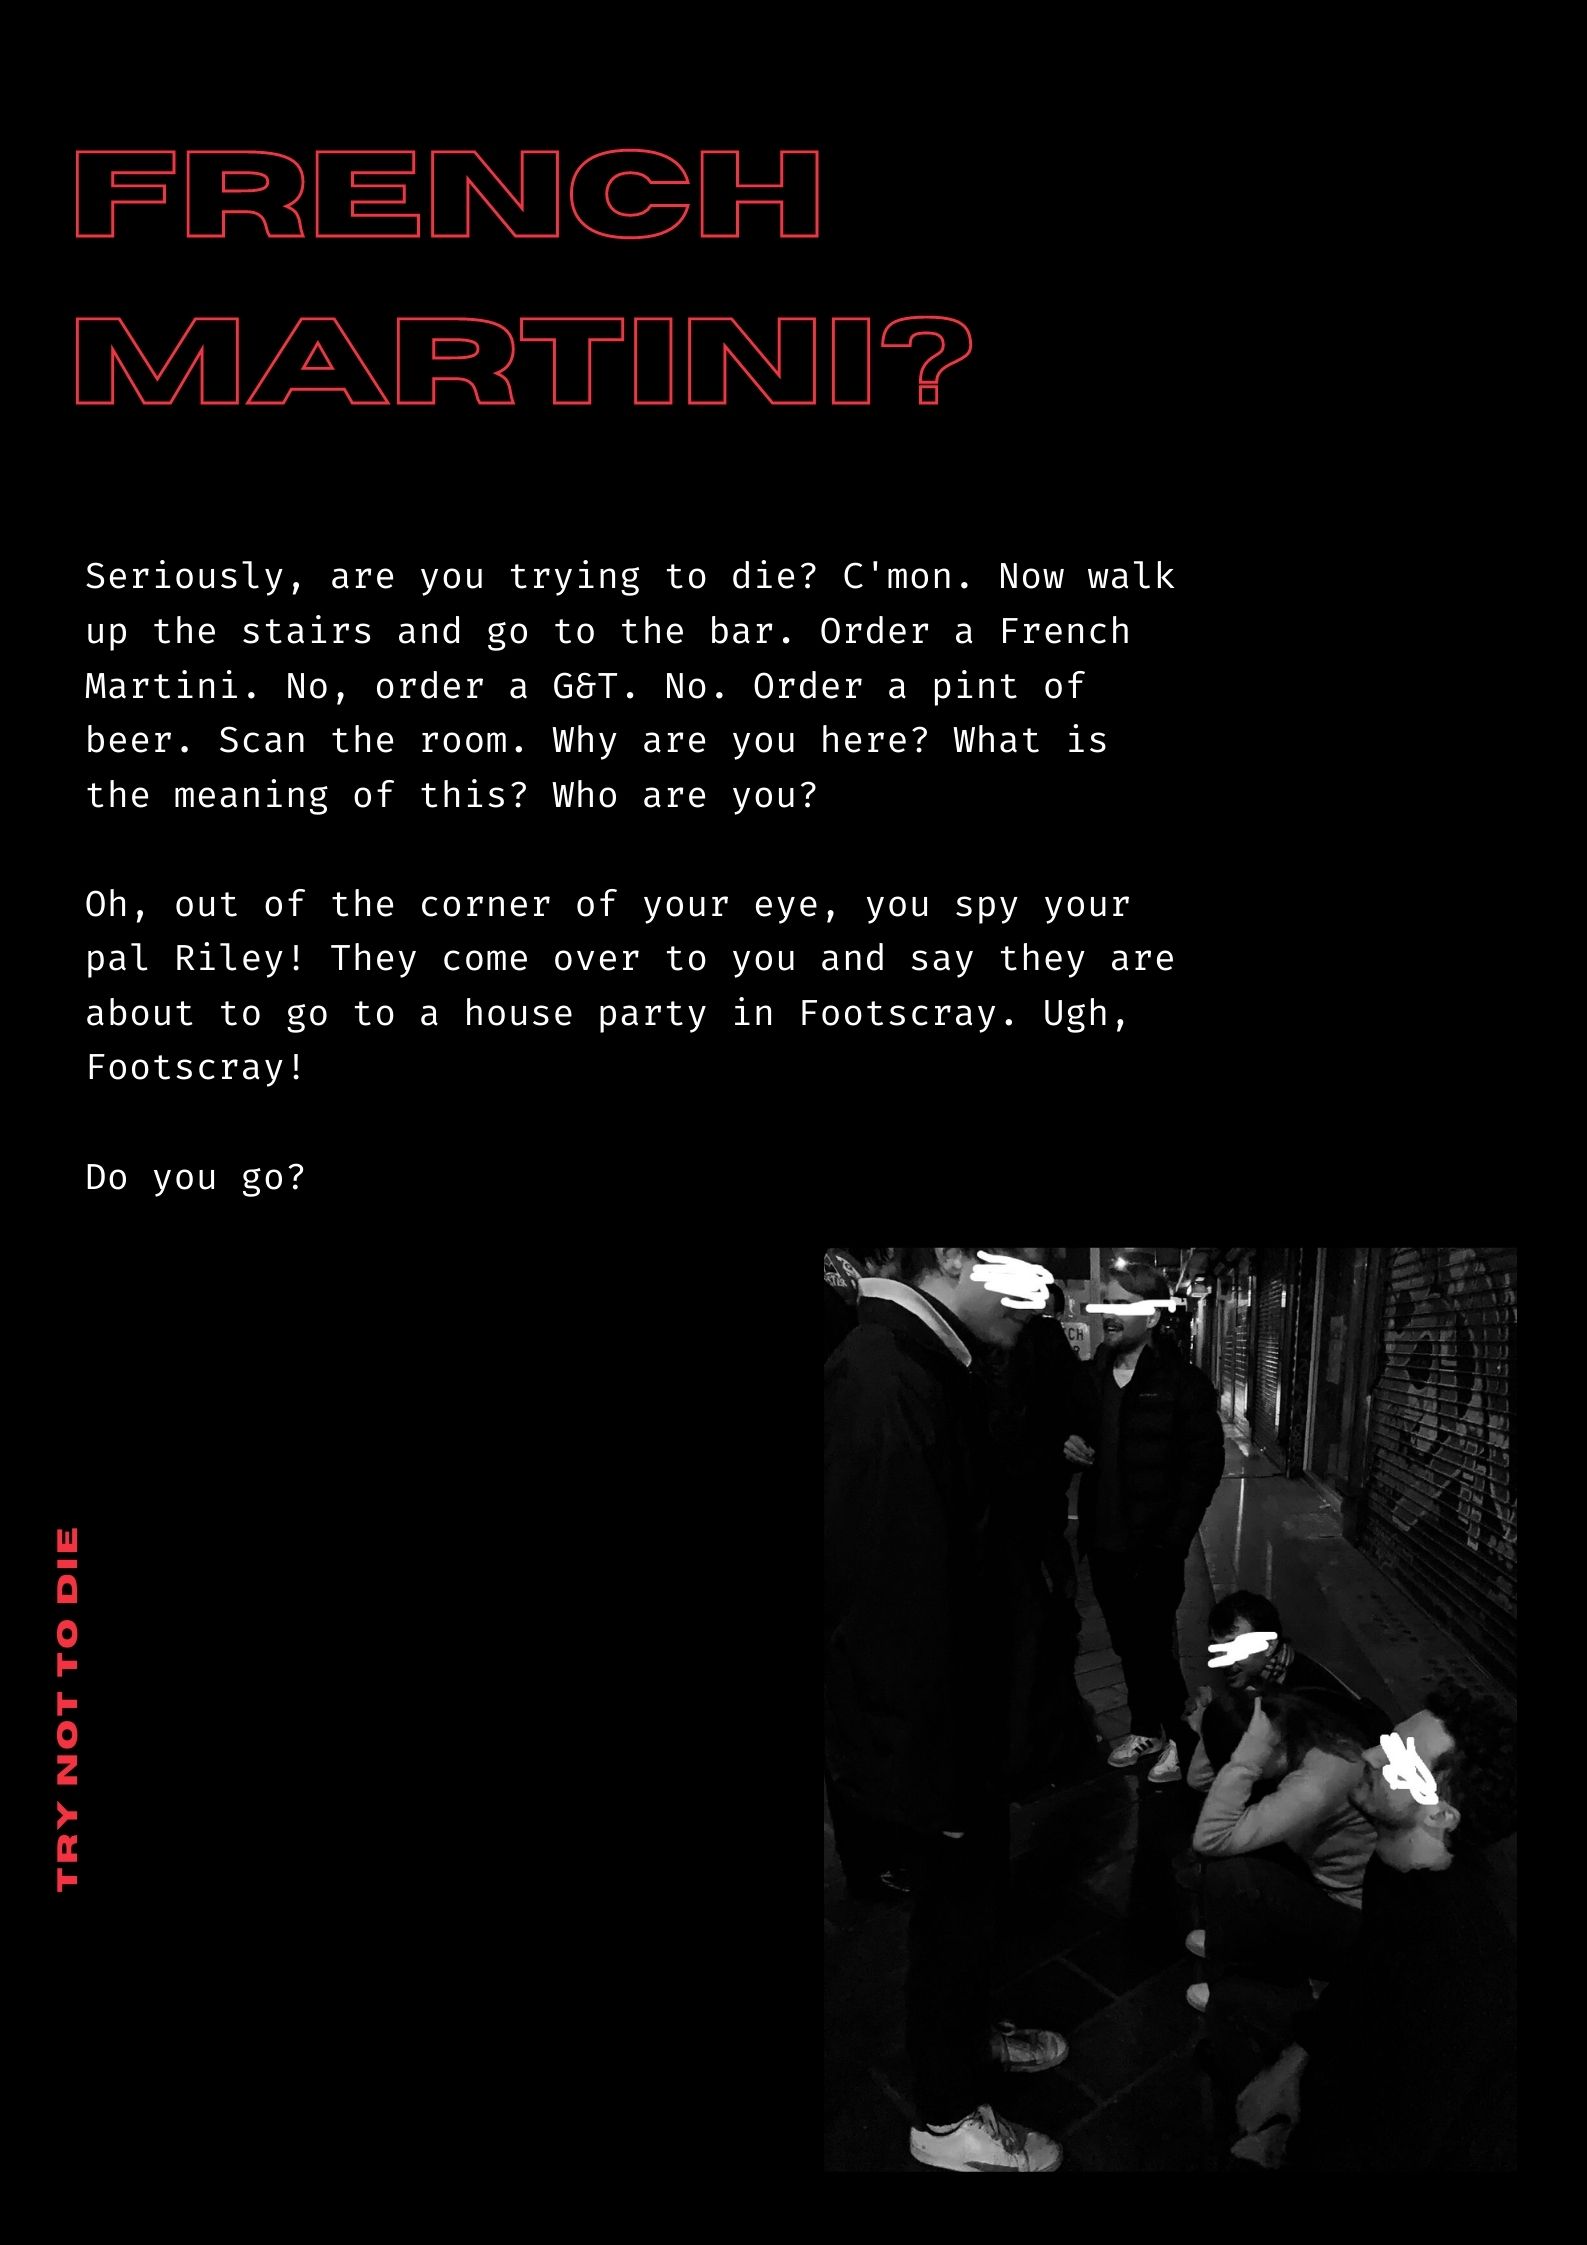 FRENCH
MARTINI?
Seriously, are you trying to die? C'mon. Now walk
up the stairs and go to the bar. Order a French
Martini. No, order a G&T. No. Order a pint of
beer. Scan the room. Why are you here? What is
the meaning of this? Who are you?
Oh, out of the corner of your eye, you spy your
pal Riley! They come over to you and say they are
about to go to a house party in Footscray. Ugh,
Footscray!
Do you go?
TRY NOT TO DIE